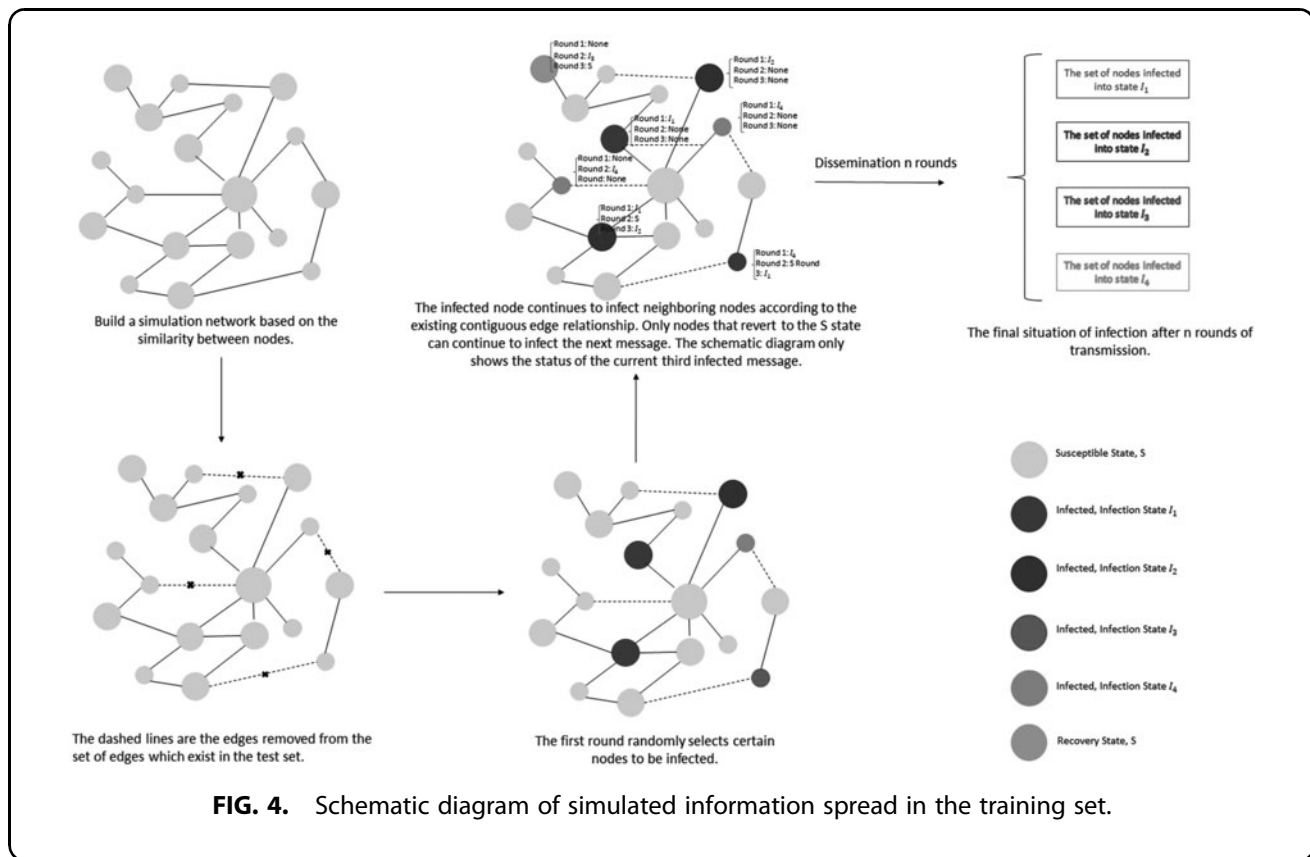 Round 1: None
Round 2: I3
Round 3: S
Round 1: I2
Round 2: None
Round 3: None
Round 1: I4
Round 2: None
Round 3: None
Round 1: I1
Round 2: None
Round 3: None
Round 1: None
Round 2: I4
Round: None
Round 1: I1
Round 2: S
Round 3: I2
Round 2: S Round
3: I1
Dissemination n rounds
The set of nodes infected
into state I1
The set of nodes infected
into state I2
The set of nodes infected
into state I3
The set of nodes infected
into state I4
Build a simulation network based on the
similarity between nodes.
The infected node continues to infect neighboring nodes according to the
existing contiguous edge relationship. Only nodes that revert to the S state
can continue to infect the next message. The schematic diagram only
shows the status of the current third infected message.
The final situation of infection after n rounds of
transmission.
The dashed lines are the edges removed from the
set of edges which exist in the test set.
The first round randomly selects certain
nodes to be infected.
Susceptible State, S
Infected, Infection State I1
Infected, Infection State I2
Infected, Infection State I3
Infected, Infection State I4
Recovery State, S
FIG. 4. Schematic diagram of simulated information spread in the training set.